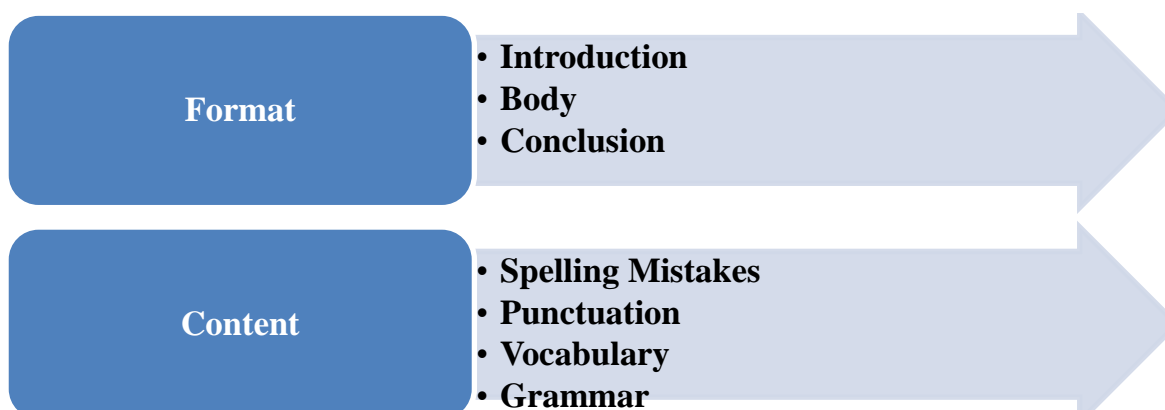 Format
• Introduction
• Body
• Conclusion
Content
• Spelling Mistakes
• Punctuation
• Vocabulary
• Grammar